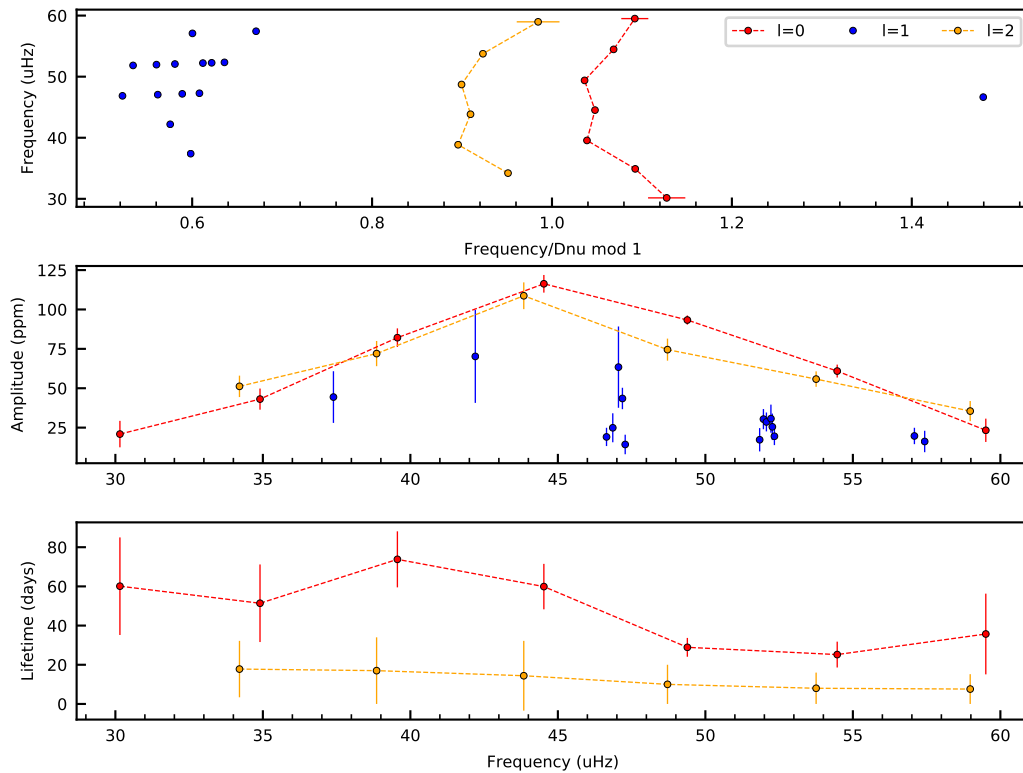 60
50
40
30
Frequency (uHz)
l=0 l=1 l=2
0.6 0.8 1.0 1.2 1.4
Frequency/Dnu mod 1
125
100
75
50
25
Amplitude (ppm)
30 35 40 45 50 55 60
80
60
40
20
0
Lifetime (days)
30 35 40 45 50 55 60
Frequency (uHz)